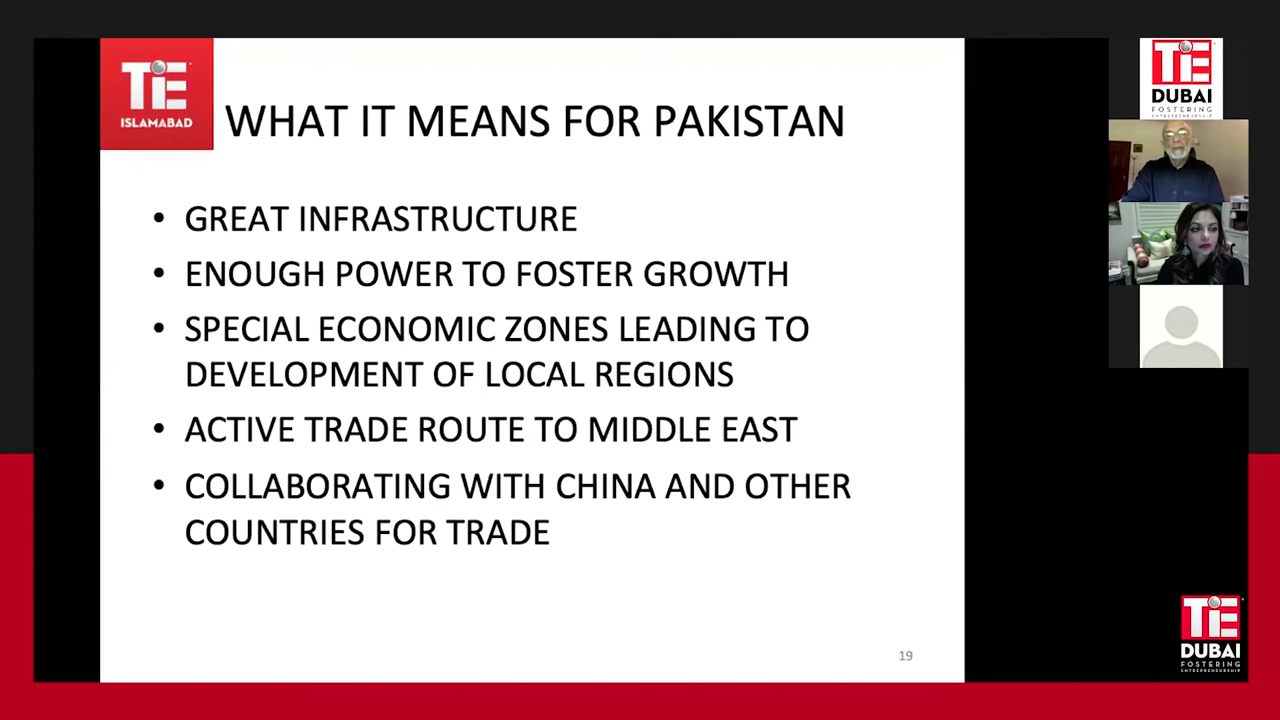 TiE
ISLAMABAD
WHAT IT MEANS FOR PAKISTAN
• GREAT INFRASTRUCTURE
• ENOUGH POWER TO FOSTER GROWTH
• SPECIAL ECONOMIC ZONES LEADING TO
DEVELOPMENT OF LOCAL REGIONS
• ACTIVE TRADE ROUTE TO MIDDLE EAST
• COLLABORATING WITH CHINA AND OTHER
COUNTRIES FOR TRADE
19
TiE
DUBAI
FOSTERING
ENTREPRENEURSHIP
TiE
DUBAI
FOSTERING
ENTREPRENEURSHIP